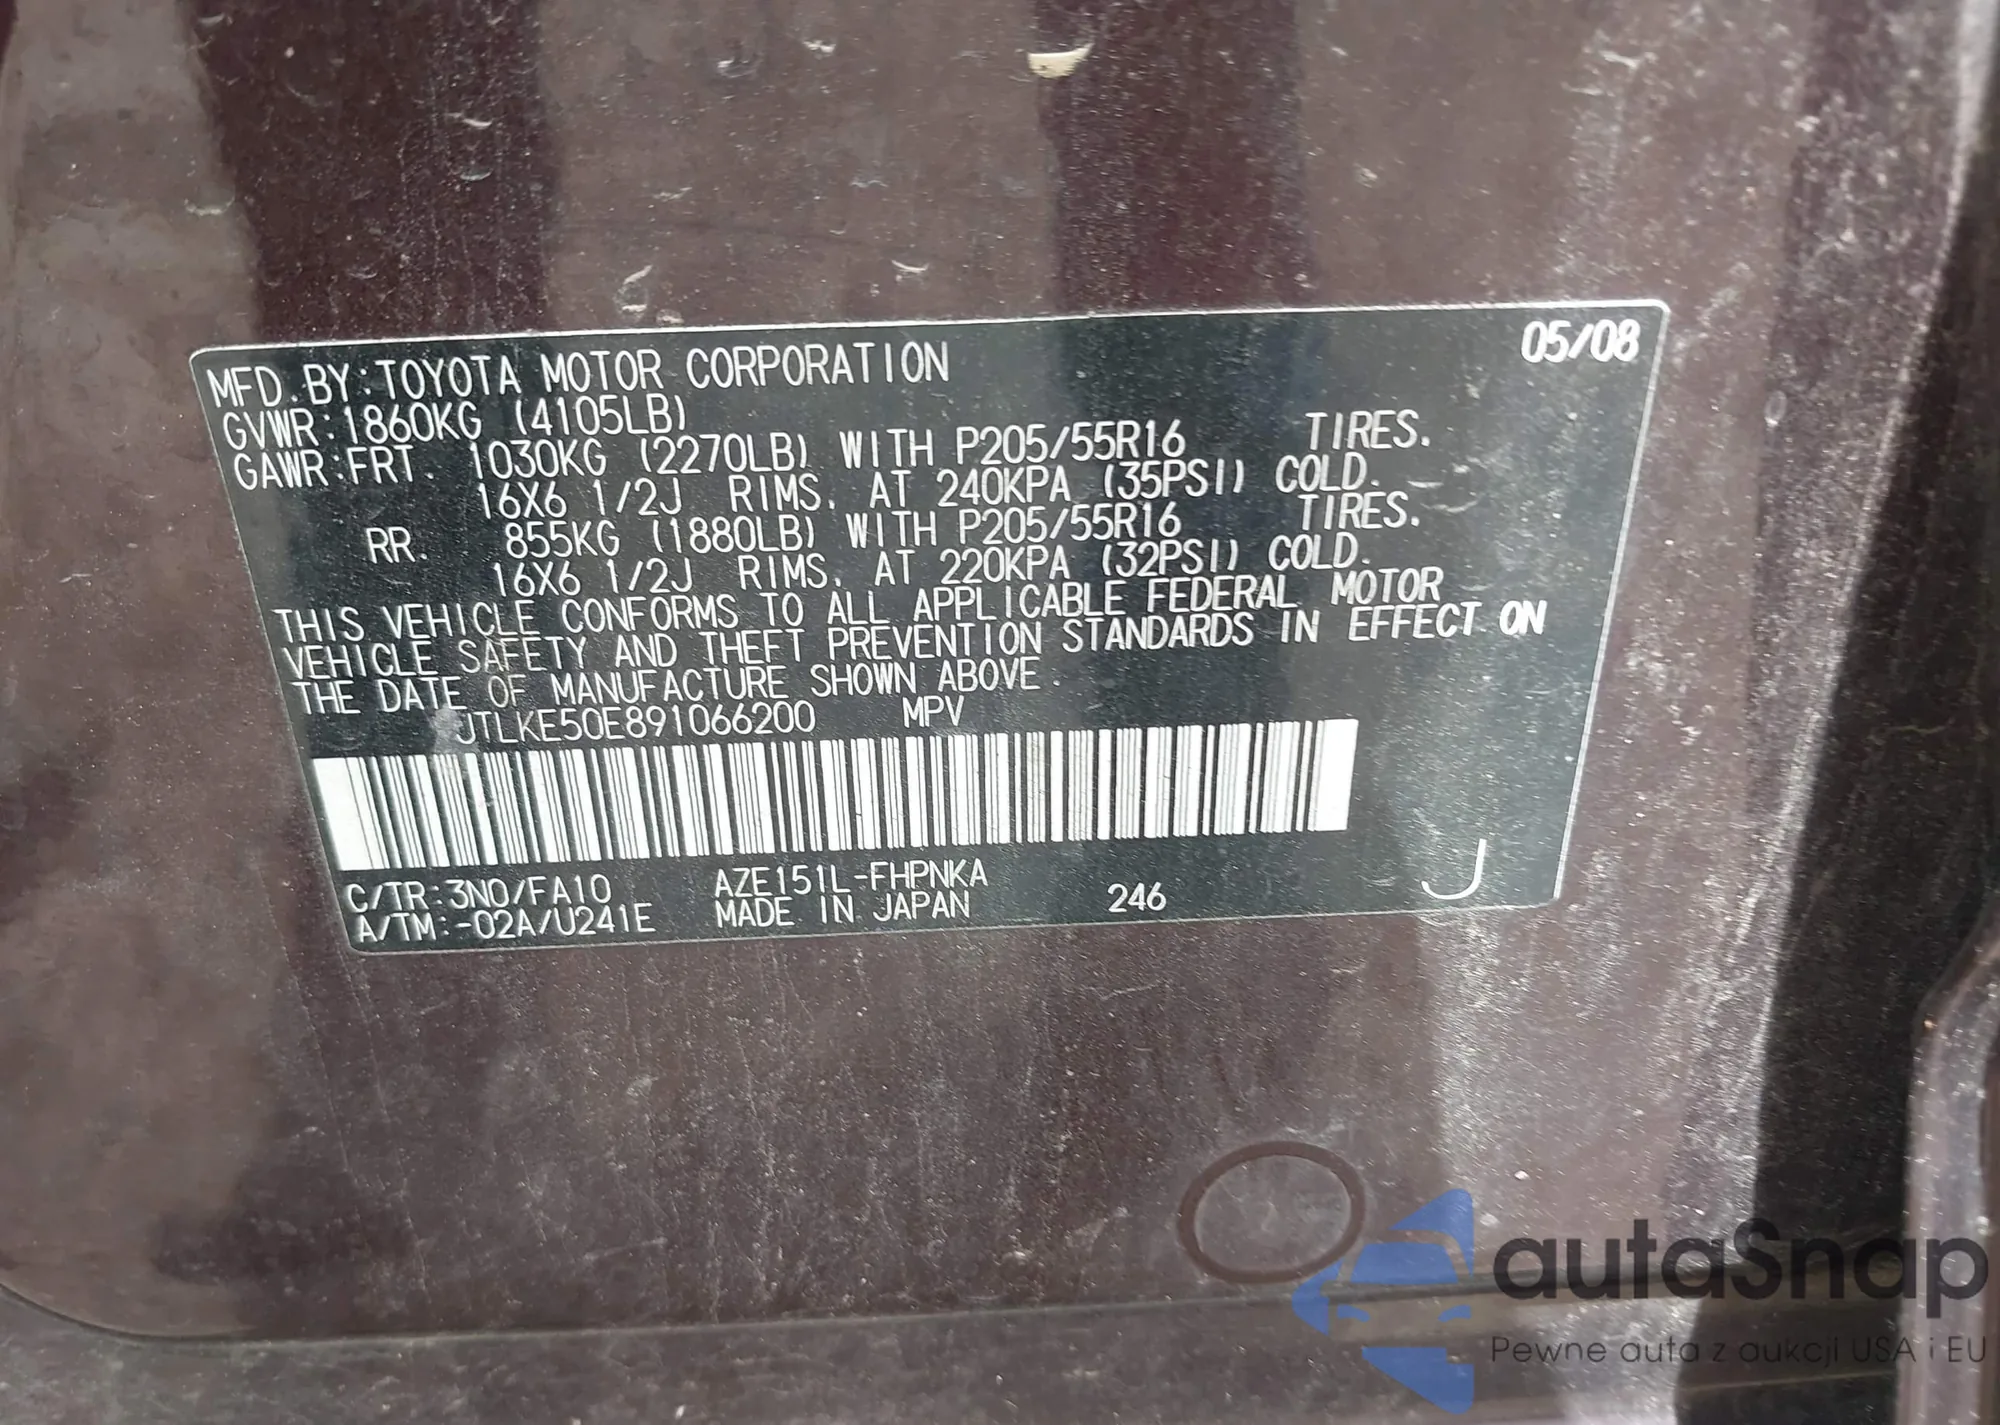 05/08
MFD. BY:TOYOTA MOTOR CORPORATION
GVWR:1860KG (4105LB)
GAWR:FRT. 1030KG (2270LB) WITH P205/55R16 TIRES.
16X6 1/2J RIMS, AT 240KPA (35PSI) COLD.
RR. 855KG (1880LB) WITH P205/55R16 TIRES.
16X6 1/2J RIMS, AT 220KPA (32PSI) COLD.
THIS VEHICLE CONFORMS TO ALL APPLICABLE FEDERAL MOTOR
VEHICLE SAFETY AND THEFT PREVENTION STANDARDS IN EFFECT ON
THE DATE OF MANUFACTURE SHOWN ABOVE.
JTLKE50E891066200 MPV
C/TR:3N0/FA10 AZE151L-FHPNKA
A/TM:-02A/U241E MADE IN JAPAN 246 J
autaSnap
Pewne auta z aukcji USA i EU